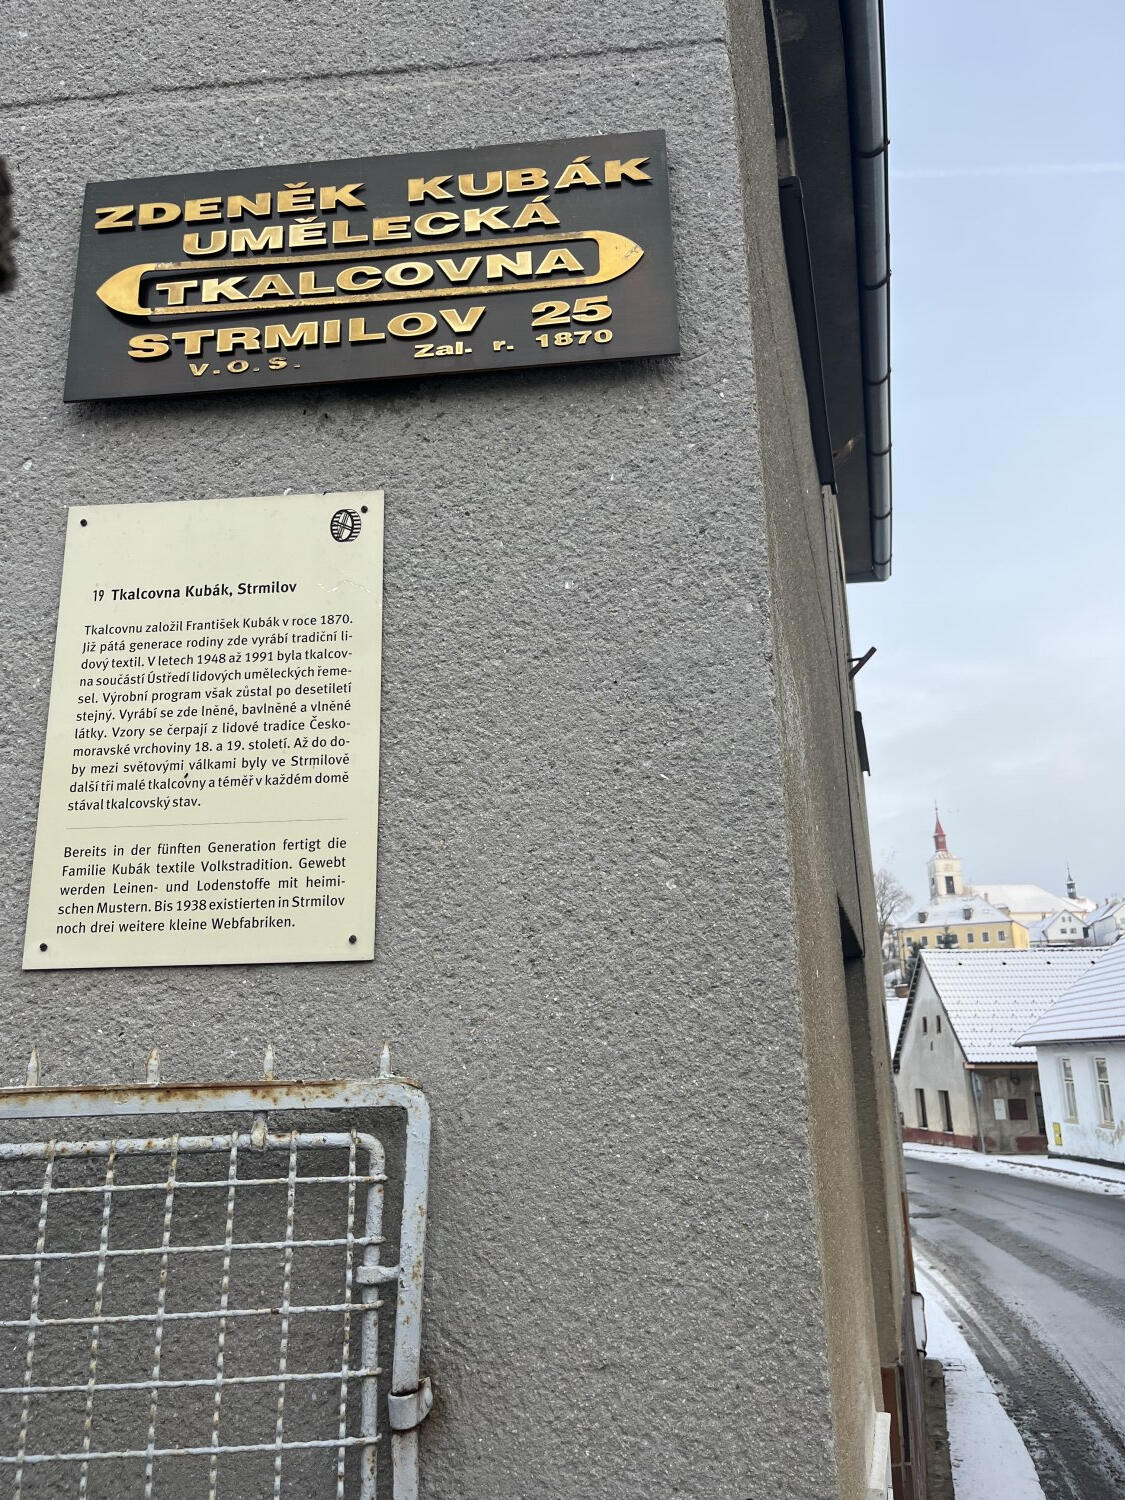 ZDENĚK KUBÁK
UMĚLECKÁ
TKALCOVNA
STRMILOV 25
V.O.S. Zal. r. 1870
19 Tkalcovna Kubák, Strmilov
Tkalcovnu založil František Kubák v roce 1870.
Již pátá generace rodiny zde vyrábí tradiční li-
dový textil. V letech 1948 až 1991 byla tkalcov-
na součástí Ústředí lidových uměleckých řeme-
sel. Výrobní program však zůstal po desetiletí
stejný. Vyrábí se zde lněné, bavlněné a vlněné
látky. Vzory se čerpají z lidové tradice Česko-
moravské vrchoviny 18. a 19. století. Až do do-
by mezi světovými válkami byly ve Strmilově
další tři malé tkalcovny a téměř v každém domě
stával tkalcovský stav.
Bereits in der fünften Generation fertigt die
Familie Kubák textile Volkstradition. Gewebt
werden Leinen- und Lodenstoffe mit heimi-
schen Mustern. Bis 1938 existierten in Strmilov
noch drei weitere kleine Webfabriken.